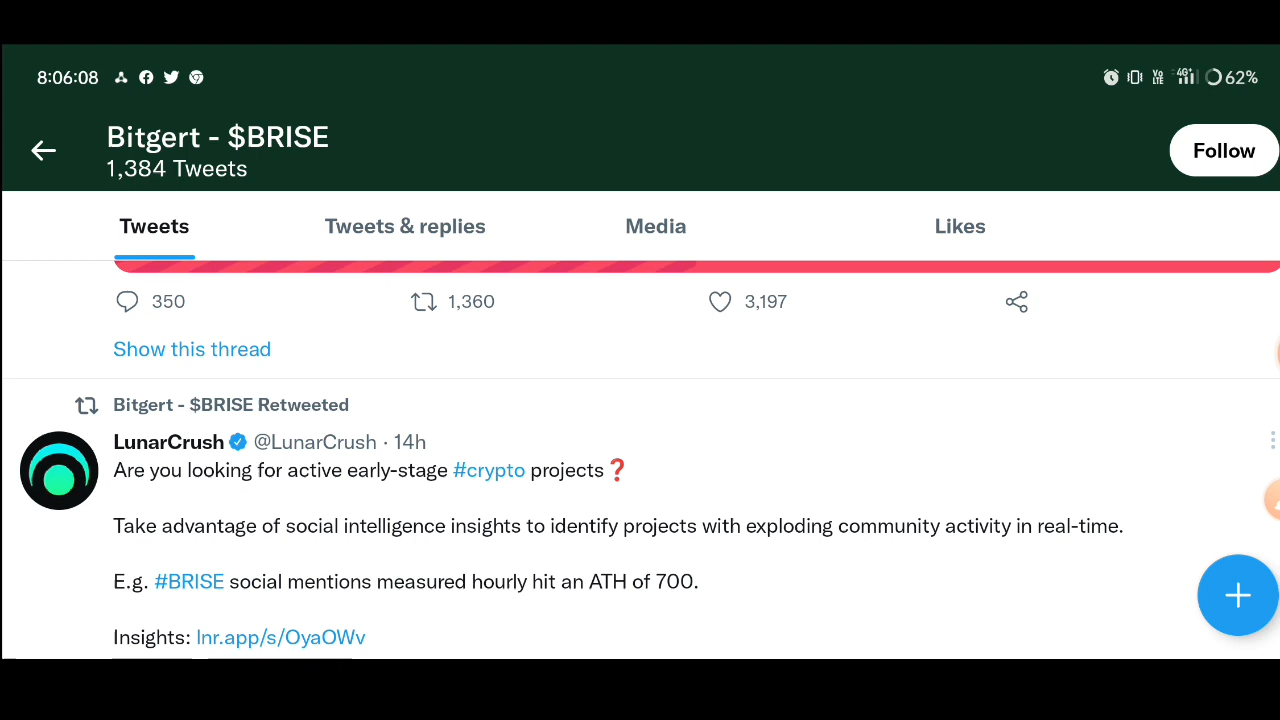 8:06:08
Vo LTE 4G+ 62%
Bitgert - $BRISE
1,384 Tweets
Follow
Tweets Tweets & replies Media Likes
350 1,360 3,197
Show this thread
Bitgert - $BRISE Retweeted
LunarCrush @LunarCrush · 14h
Are you looking for active early-stage #crypto projects❓
Take advantage of social intelligence insights to identify projects with exploding community activity in real-time.
E.g. #BRISE social mentions measured hourly hit an ATH of 700.
Insights: lnr.app/s/OyaOWv